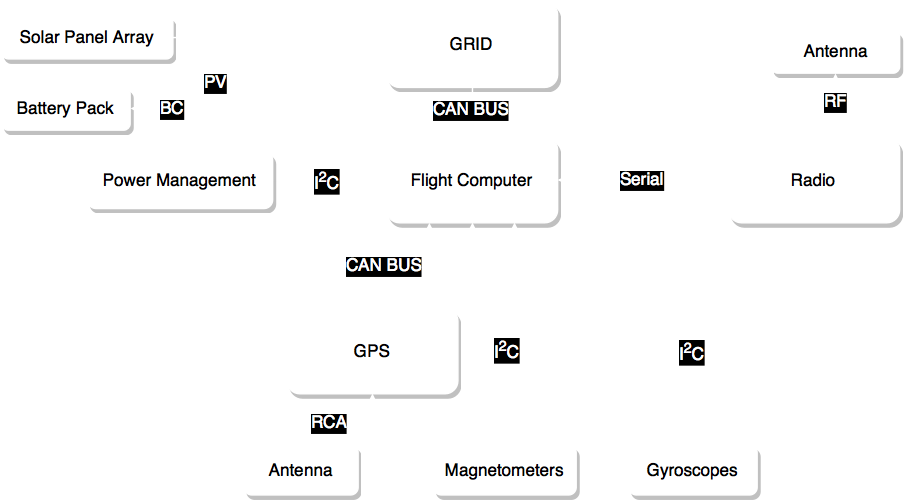 Solar Panel Array
GRID
Antenna
PV
Battery Pack
BC
CAN BUS
RF
Power Management
I²C
Flight Computer
Serial
Radio
CAN BUS
GPS
I²C
I²C
RCA
Antenna
Magnetometers
Gyroscopes